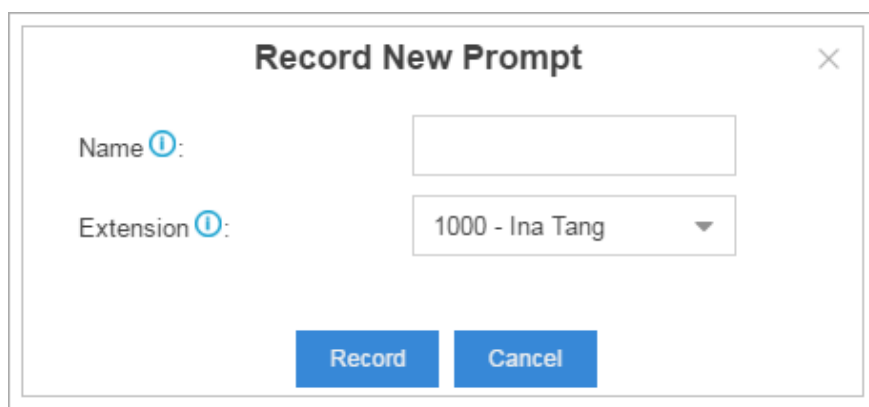 Record New Prompt
Name :
Extension :
1000 - Ina Tang
Record
Cancel